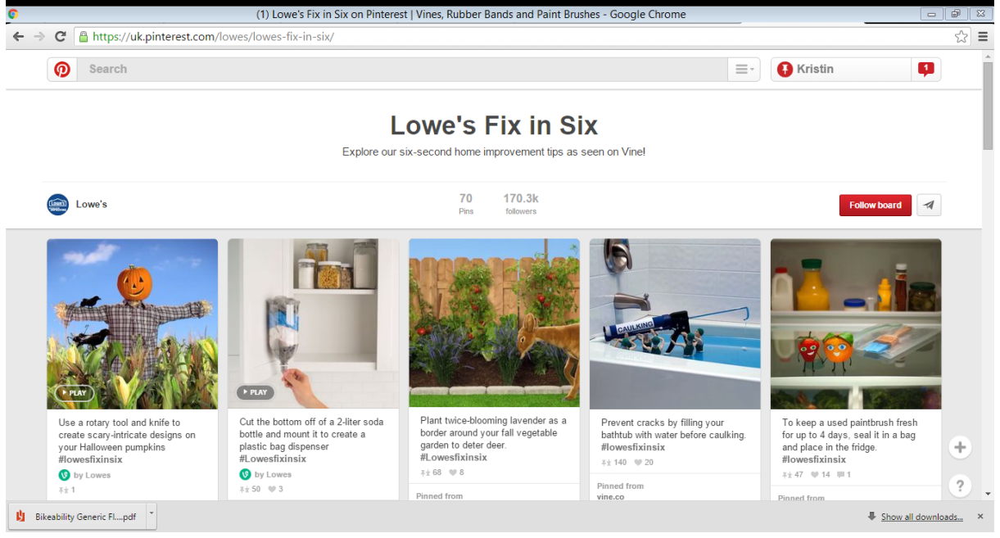 (1) Lowe's Fix in Six on Pinterest | Vines, Rubber Bands and Paint Brushes - Google Chrome
https://uk.pinterest.com/lowes/lowes-fix-in-six/
Search
Kristin
1
Lowe's Fix in Six
Explore our six-second home improvement tips as seen on Vine!
Lowe's
70
Pins
170.3k
followers
Follow board
PLAY
Use a rotary tool and knife to
create scary-intricate designs on
your Halloween pumpkins
#lowesfixinsix
by Lowes
1
PLAY
Cut the bottom off of a 2-liter soda
bottle and mount it to create a
plastic bag dispenser
#Lowesfixinsix
by Lowes
50 3
Plant twice-blooming lavender as a
border around your fall vegetable
garden to deter deer.
#Lowesfixinsix
68 8
Pinned from
CAULKING
Prevent cracks by filling your
bathtub with water before caulking.
#lowesfixinsix
140 20
Pinned from
vine.co
To keep a used paintbrush fresh
for up to 4 days, seal it in a bag
and place in the fridge.
#lowesfixinsix
47 14 1
Pinned from
+
?
Bikeability Generic Fl....pdf
Show all downloads...